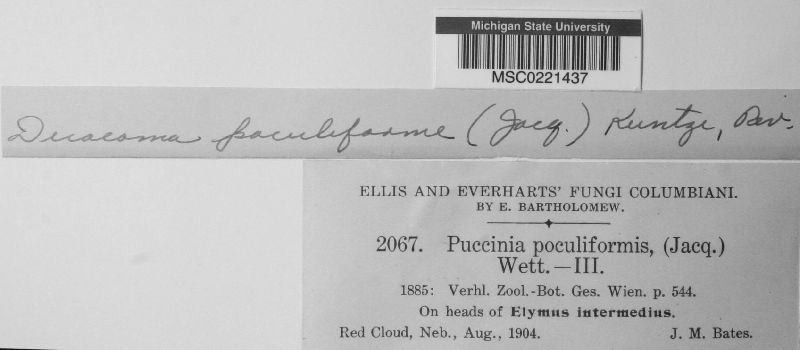 Michigan State University
MSC0221437
Dicaeoma poculiforme (Jacq.) Kuntze, Rev.
ELLIS AND EVERHARTS' FUNGI COLUMBIANI.
BY E. BARTHOLOMEW.
2067. Puccinia poculiformis, (Jacq.)
Wett.—III.
1885: Verhl. Zool.-Bot. Ges. Wien. p. 544.
On heads of Elymus intermedius.
Red Cloud, Neb., Aug., 1904. J. M. Bates.